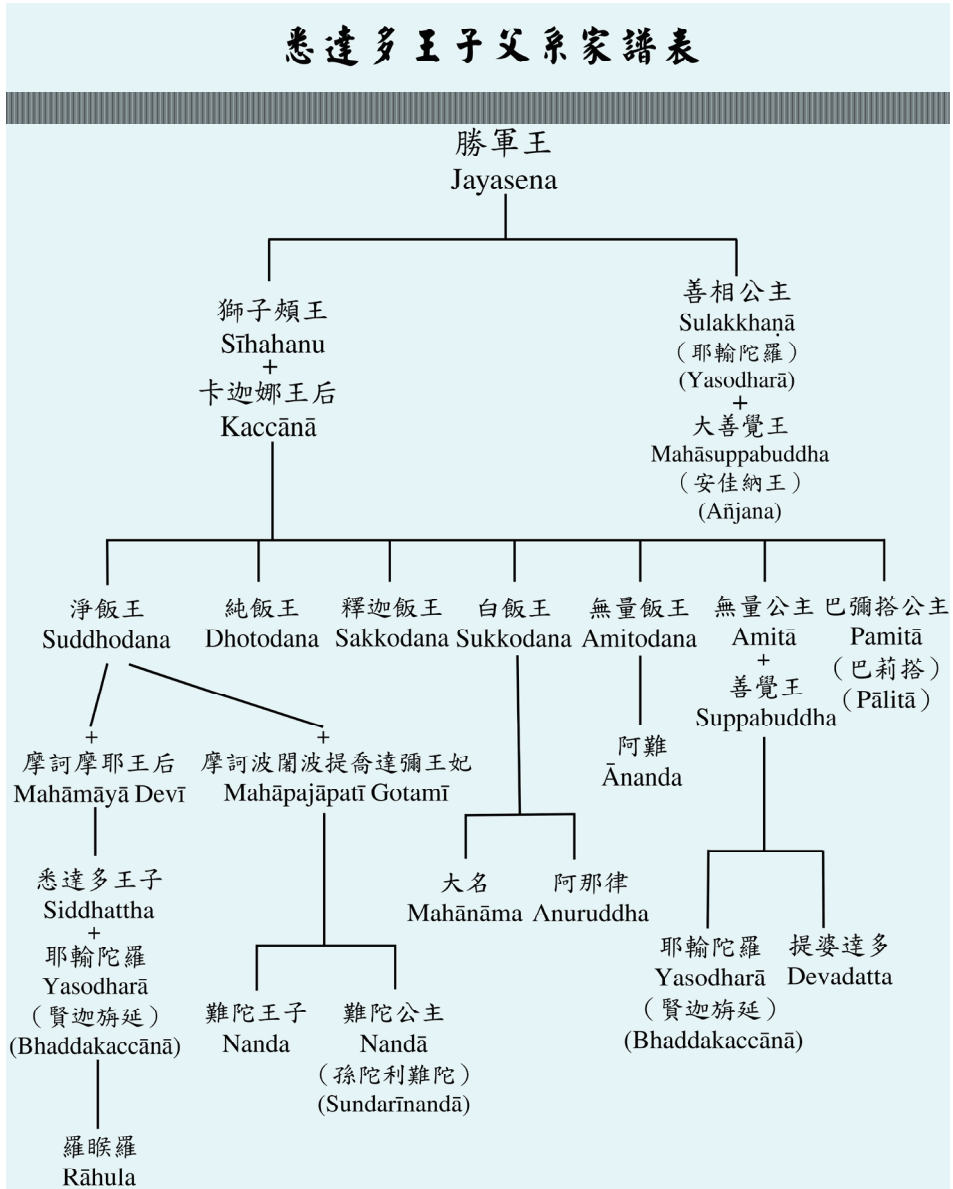 悉達多王子父系家譜表
勝軍王
Jayasena
獅子頰王
Sīhahanu
+
卡迦娜王后
Kaccānā
善相公主
Sulakkhaṇā
（耶輸陀羅）
(Yasodharā)
+
大善覺王
Mahāsuppabuddha
（安佳納王）
(Añjana)
淨飯王
Suddhodana
純飯王
Dhotodana
釋迦飯王
Sakkodana
白飯王
Sukkodana
無量飯王
Amitodana
無量公主
Amitā
+
善覺王
Suppabuddha
巴彌搭公主
Pamitā
（巴莉搭）
（Pālitā）
+
摩訶摩耶王后
Mahāmāyā Devī
+
摩訶波闍波提喬達彌王妃
Mahāpajāpatī Gotamī
阿難
Ānanda
悉達多王子
Siddhattha
+
耶輸陀羅
Yasodharā
（賢迦旃延）
(Bhaddakaccānā)
大名
Mahānāma
阿那律
Anuruddha
耶輸陀羅
Yasodharā
（賢迦旃延）
(Bhaddakaccānā)
提婆達多
Devadatta
難陀王子
Nanda
難陀公主
Nandā
（孫陀利難陀）
(Sundarīnandā)
羅睺羅
Rāhula